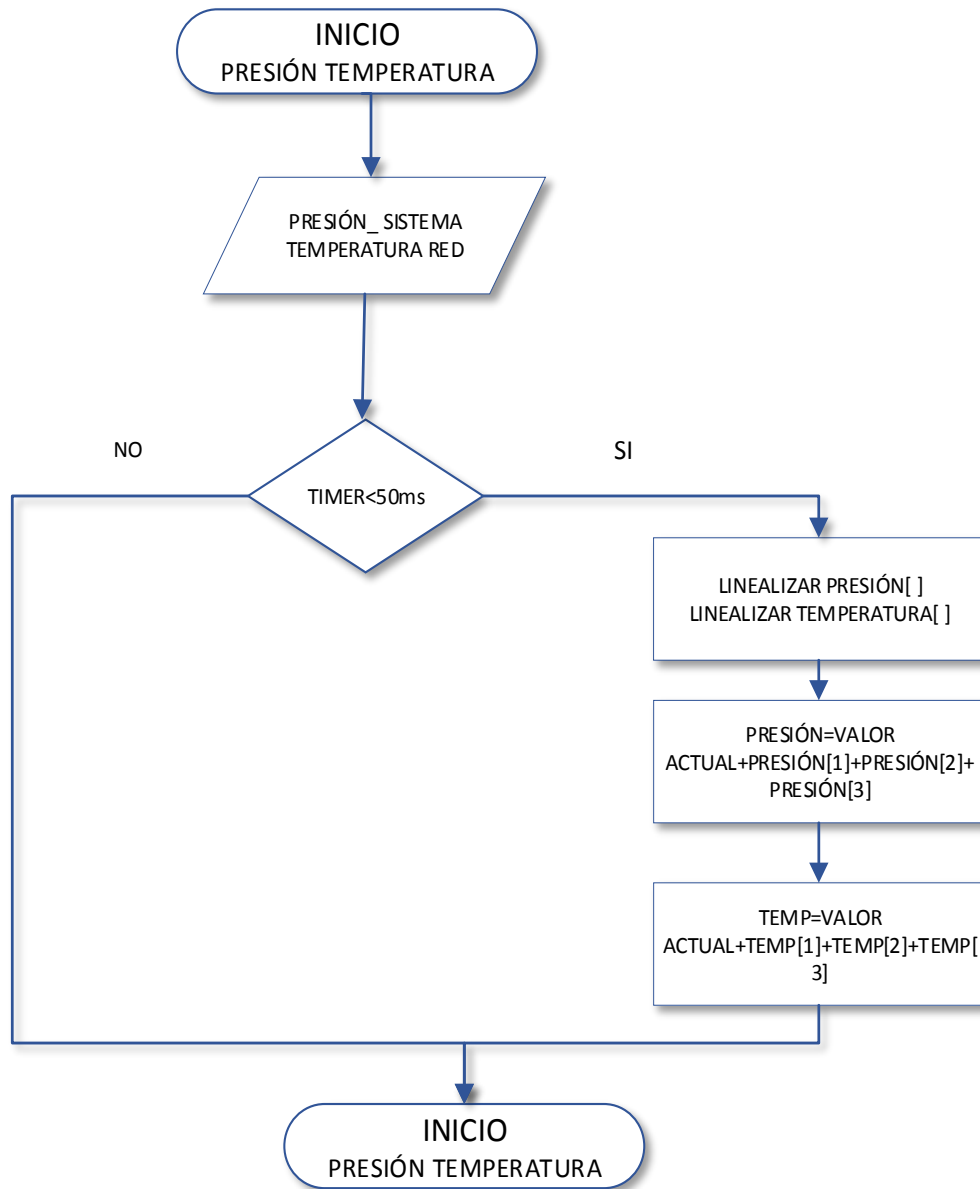 INICIO
PRESIÓN TEMPERATURA
PRESIÓN_ SISTEMA
TEMPERATURA RED
NO
SI
TIMER<50ms
LINEALIZAR PRESIÓN[ ]
LINEALIZAR TEMPERATURA[ ]
PRESIÓN=VALOR
ACTUAL+PRESIÓN[1]+PRESIÓN[2]+
PRESIÓN[3]
TEMP=VALOR
ACTUAL+TEMP[1]+TEMP[2]+TEMP[
3]
INICIO
PRESIÓN TEMPERATURA